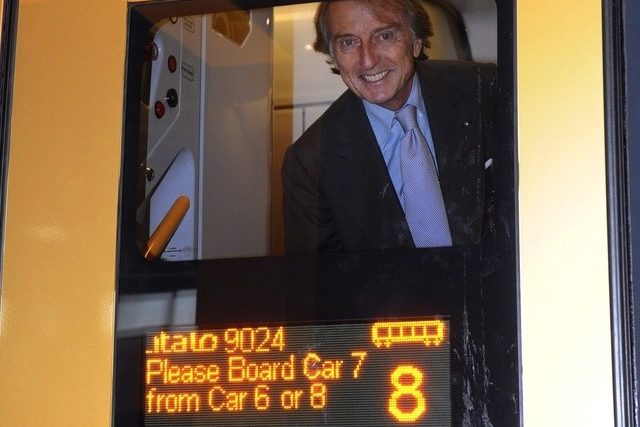 italo 9024
Please Board Car 7
from Car 6 or 8
8